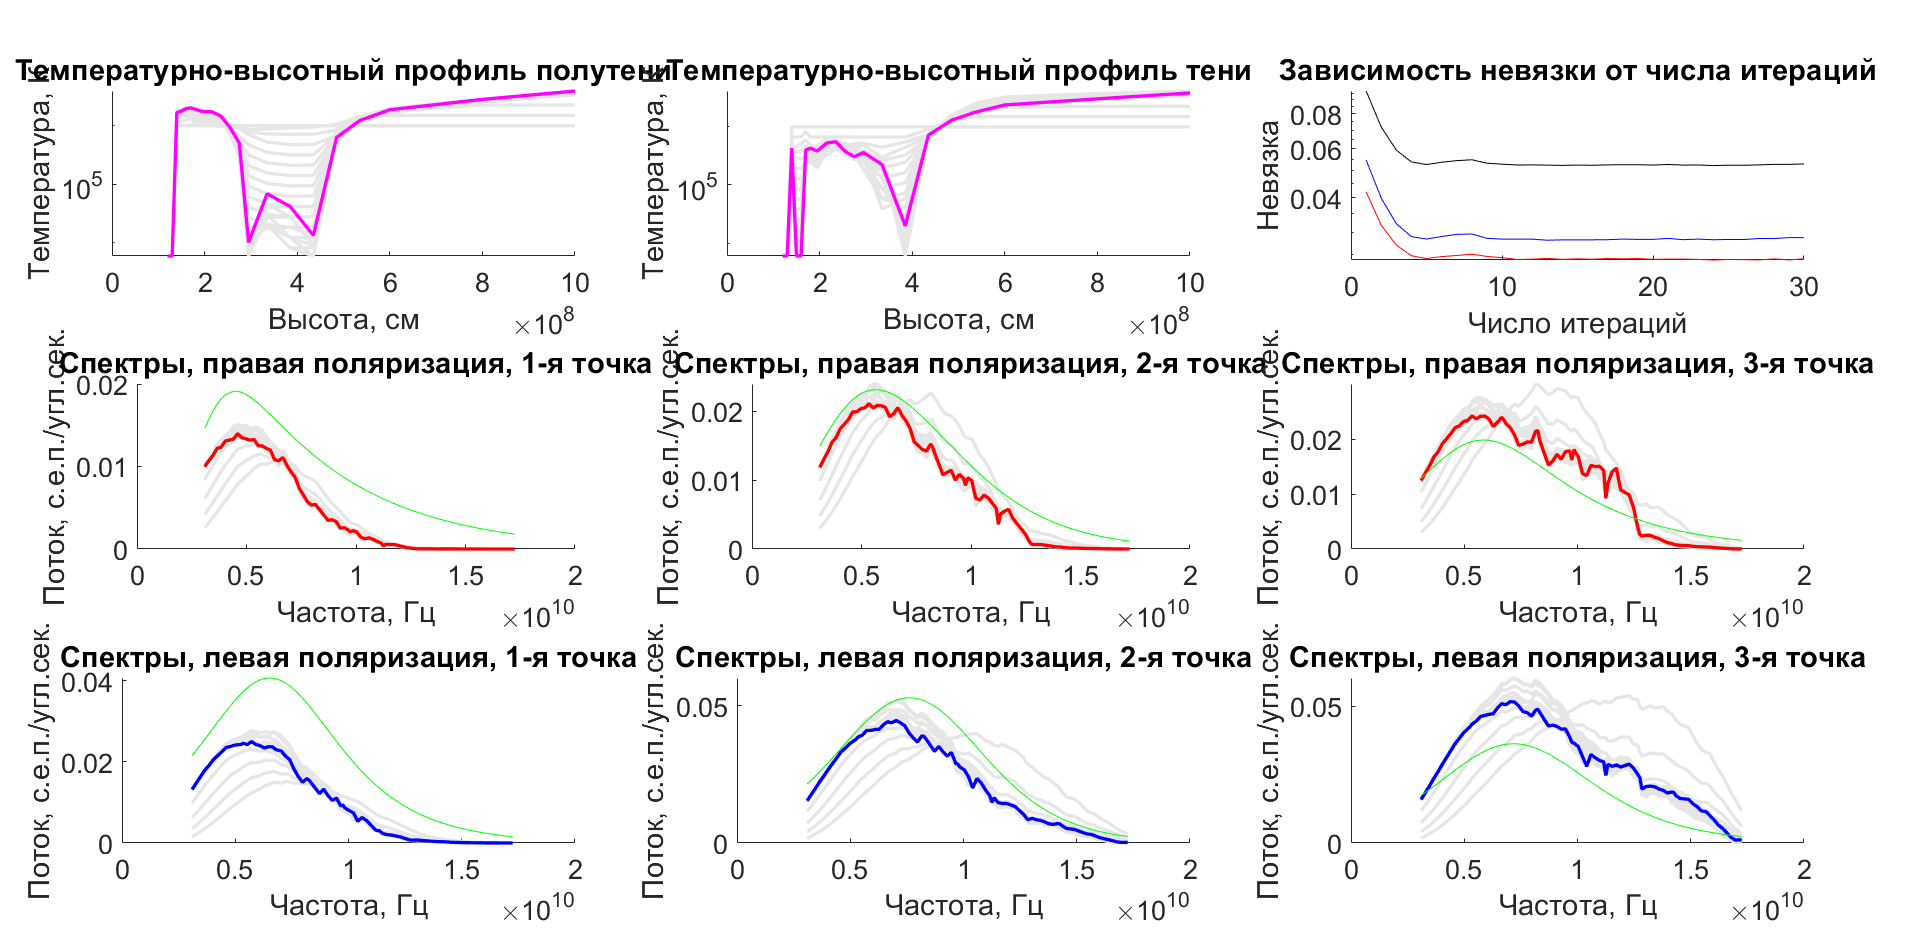 Температурно-высотный профиль полутени
Температура, К
10^5
0 2 4 6 8 10
Высота, см
×10^8
Температурно-высотный профиль тени
Температура, К
10^5
0 2 4 6 8 10
Высота, см
×10^8
Зависимость невязки от числа итераций
Невязка
0.08
0.06
0.04
0 10 20 30
Число итераций
Спектры, правая поляризация, 1-я точка
Поток, с.е.п./угл.сек.
0.02
0.01
0
0 0.5 1 1.5 2
Частота, Гц
×10^10
Спектры, правая поляризация, 2-я точка
Поток, с.е.п./угл.сек.
0.02
0.01
0
0 0.5 1 1.5 2
Частота, Гц
×10^10
Спектры, правая поляризация, 3-я точка
Поток, с.е.п./угл.сек.
0.02
0.01
0
0 0.5 1 1.5 2
Частота, Гц
×10^10
Спектры, левая поляризация, 1-я точка
Поток, с.е.п./угл.сек.
0.04
0.02
0
0 0.5 1 1.5 2
Частота, Гц
×10^10
Спектры, левая поляризация, 2-я точка
Поток, с.е.п./угл.сек.
0.05
0
0 0.5 1 1.5 2
Частота, Гц
×10^10
Спектры, левая поляризация, 3-я точка
Поток, с.е.п./угл.сек.
0.05
0
0 0.5 1 1.5 2
Частота, Гц
×10^10